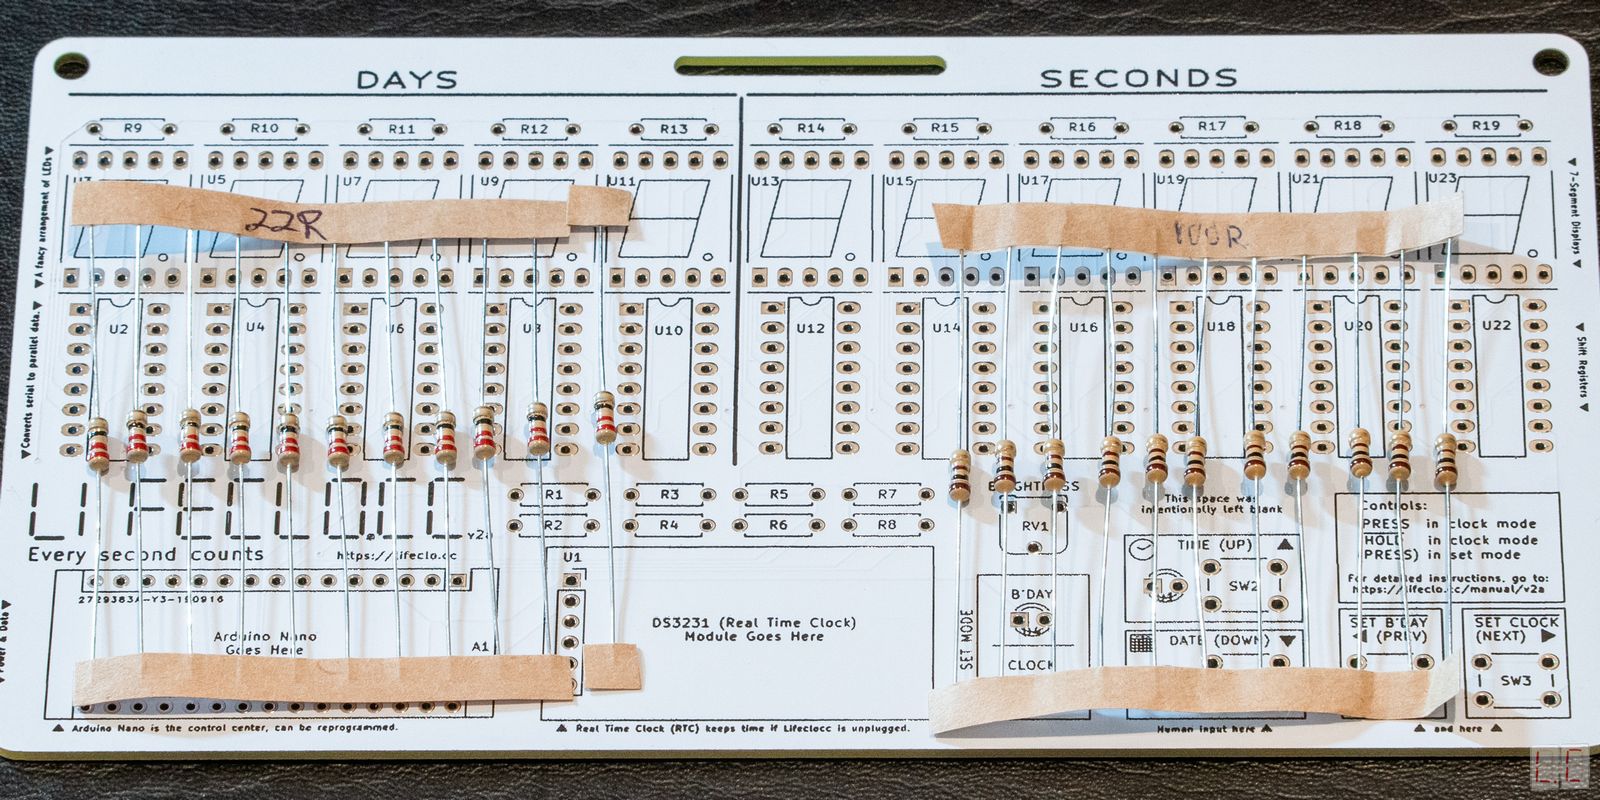 DAYS
SECONDS
R9 R10 R11 R12 R13 R14 R15 R16 R17 R18 R19
U5 U7 U9 U11 U13 U15 U17 U19 U21 U23
22R
100R
▲ A fancy arrangement of LEDs ▼
▼ 7-Segment Displays ▼
U2 U4 U6 U8 U10 U12 U14 U16 U18 U20 U22
▼ Converts serial to parallel data. ▼
▼ Shift Registers ▼
R1 R3 R5 R7
R2 R4 R6 R8
LIFECLOCC v2a
Every second counts https://lifeclo.cc
BRIGHTNESS
RV1
This space was
intentionally left blank
Controls:
PRESS in clock mode
HOLD in clock mode
PRESS) in set mode
For detailed instructions, go to:
https://lifeclo.cc/manual/v2a
U1
2729383A-Y3-190916
Arduino Nano
Goes Here
A1
DS3231 (Real Time Clock)
Module Goes Here
SET MODE
B'DAY
CLOCK
TIME (UP) ▲
SW2
DATE (DOWN) ▼
SET B'DAY
◀ (PREV)
SET CLOCK
(NEXT) ▶
SW3
Power & Data ▼
▲ Arduino Nano is the control center, can be reprogrammed.
▲ Real Time Clock (RTC) keeps time if Lifeclocc is unplugged.
Human input here ▲
▲ and here ▲
L.C